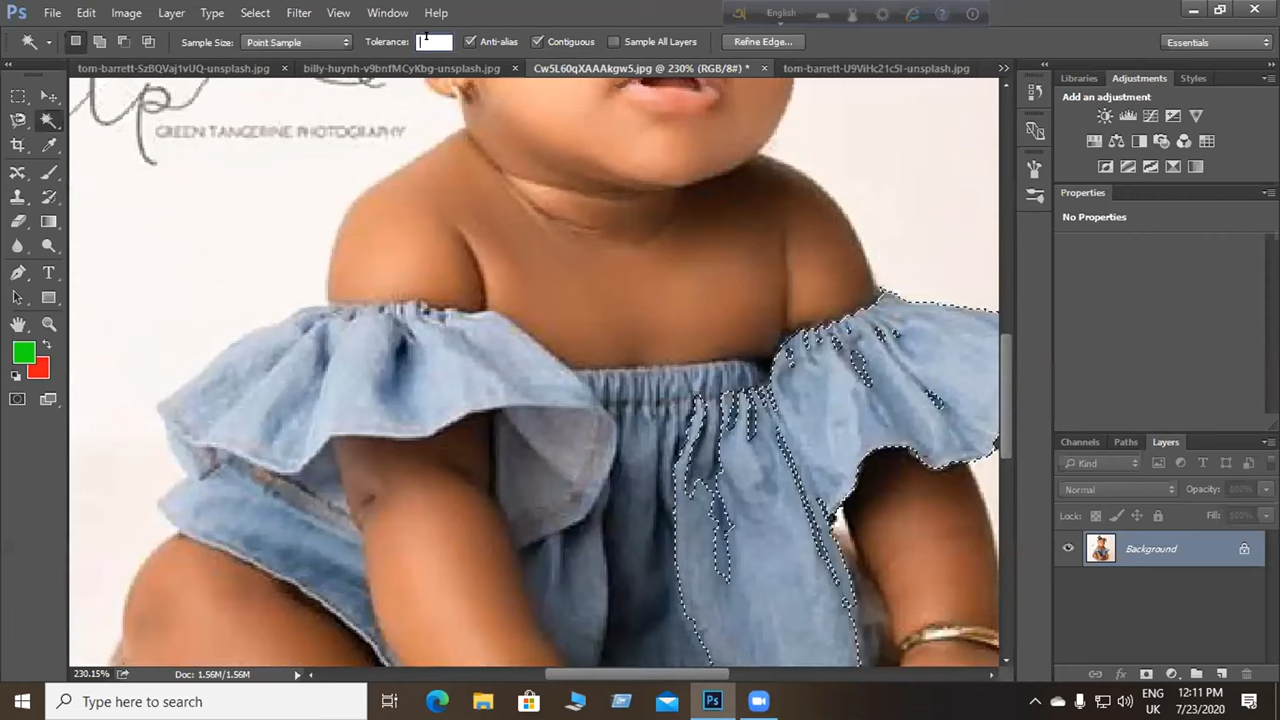 Ps File Edit Image Layer Type Select Filter 3D View Window Help
English
Sample Size: Point Sample Tolerance: Anti-alias Contiguous Sample All Layers Refine Edge... Essentials
tom-barrett-SzBQVaj1vUQ-unsplash.jpg × billy-huynh-v9bnfMCyKbg-unsplash.jpg × Cw5L60qXAAAkgw5.jpg @ 230% (RGB/8#) * × tom-barrett-U9ViHc21c5I-unsplash.jpg
Libraries Adjustments Styles
Add an adjustment
GREEN TANGERINE PHOTOGRAPHY
Properties
No Properties
Channels Paths Layers
Kind
Normal Opacity:
Lock: Fill:
Background
230.15% Doc: 1.56M/1.56M
Type here to search
Ps
ENG
UK
12:11 PM
7/23/2020